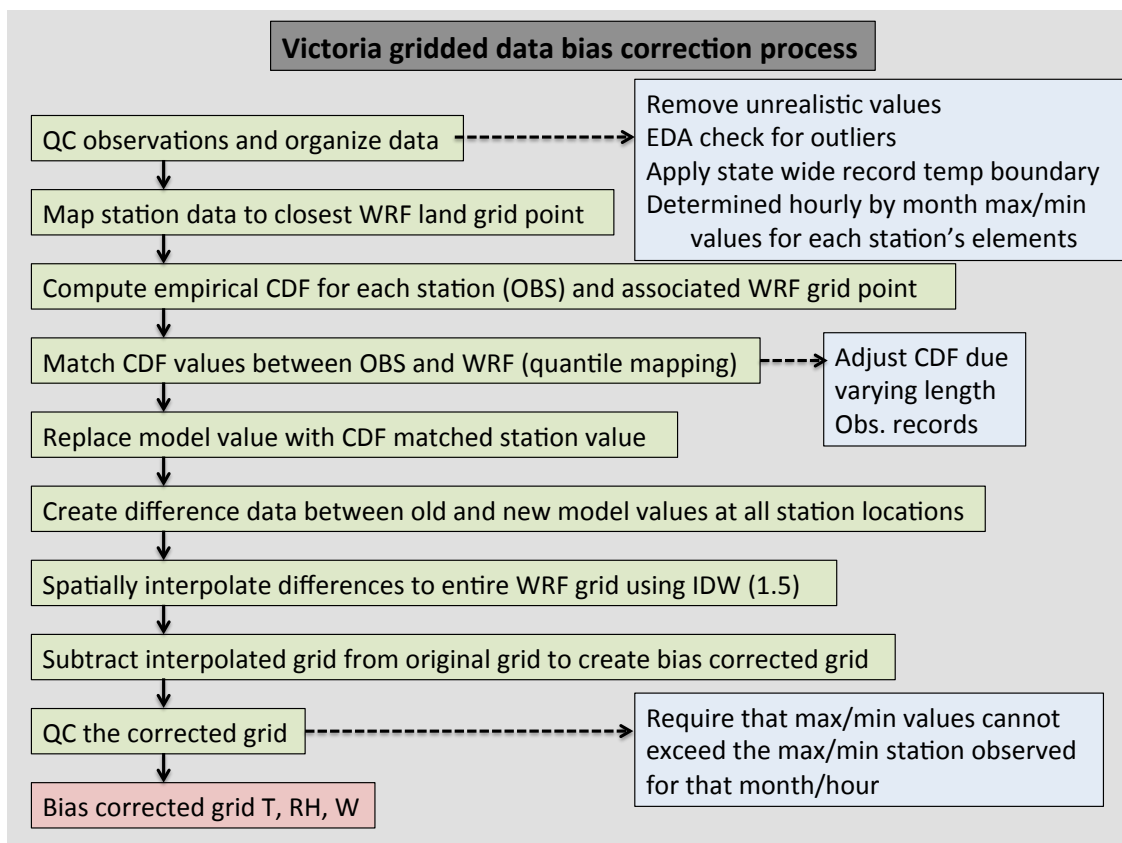 Victoria gridded data bias correction process
QC observations and organize data
Remove unrealistic values
EDA check for outliers
Apply state wide record temp boundary
Determined hourly by month max/min
values for each station's elements
Map station data to closest WRF land grid point
Compute empirical CDF for each station (OBS) and associated WRF grid point
Match CDF values between OBS and WRF (quantile mapping)
Adjust CDF due
varying length
Obs. records
Replace model value with CDF matched station value
Create difference data between old and new model values at all station locations
Spatially interpolate differences to entire WRF grid using IDW (1.5)
Subtract interpolated grid from original grid to create bias corrected grid
QC the corrected grid
Require that max/min values cannot
exceed the max/min station observed
for that month/hour
Bias corrected grid T, RH, W